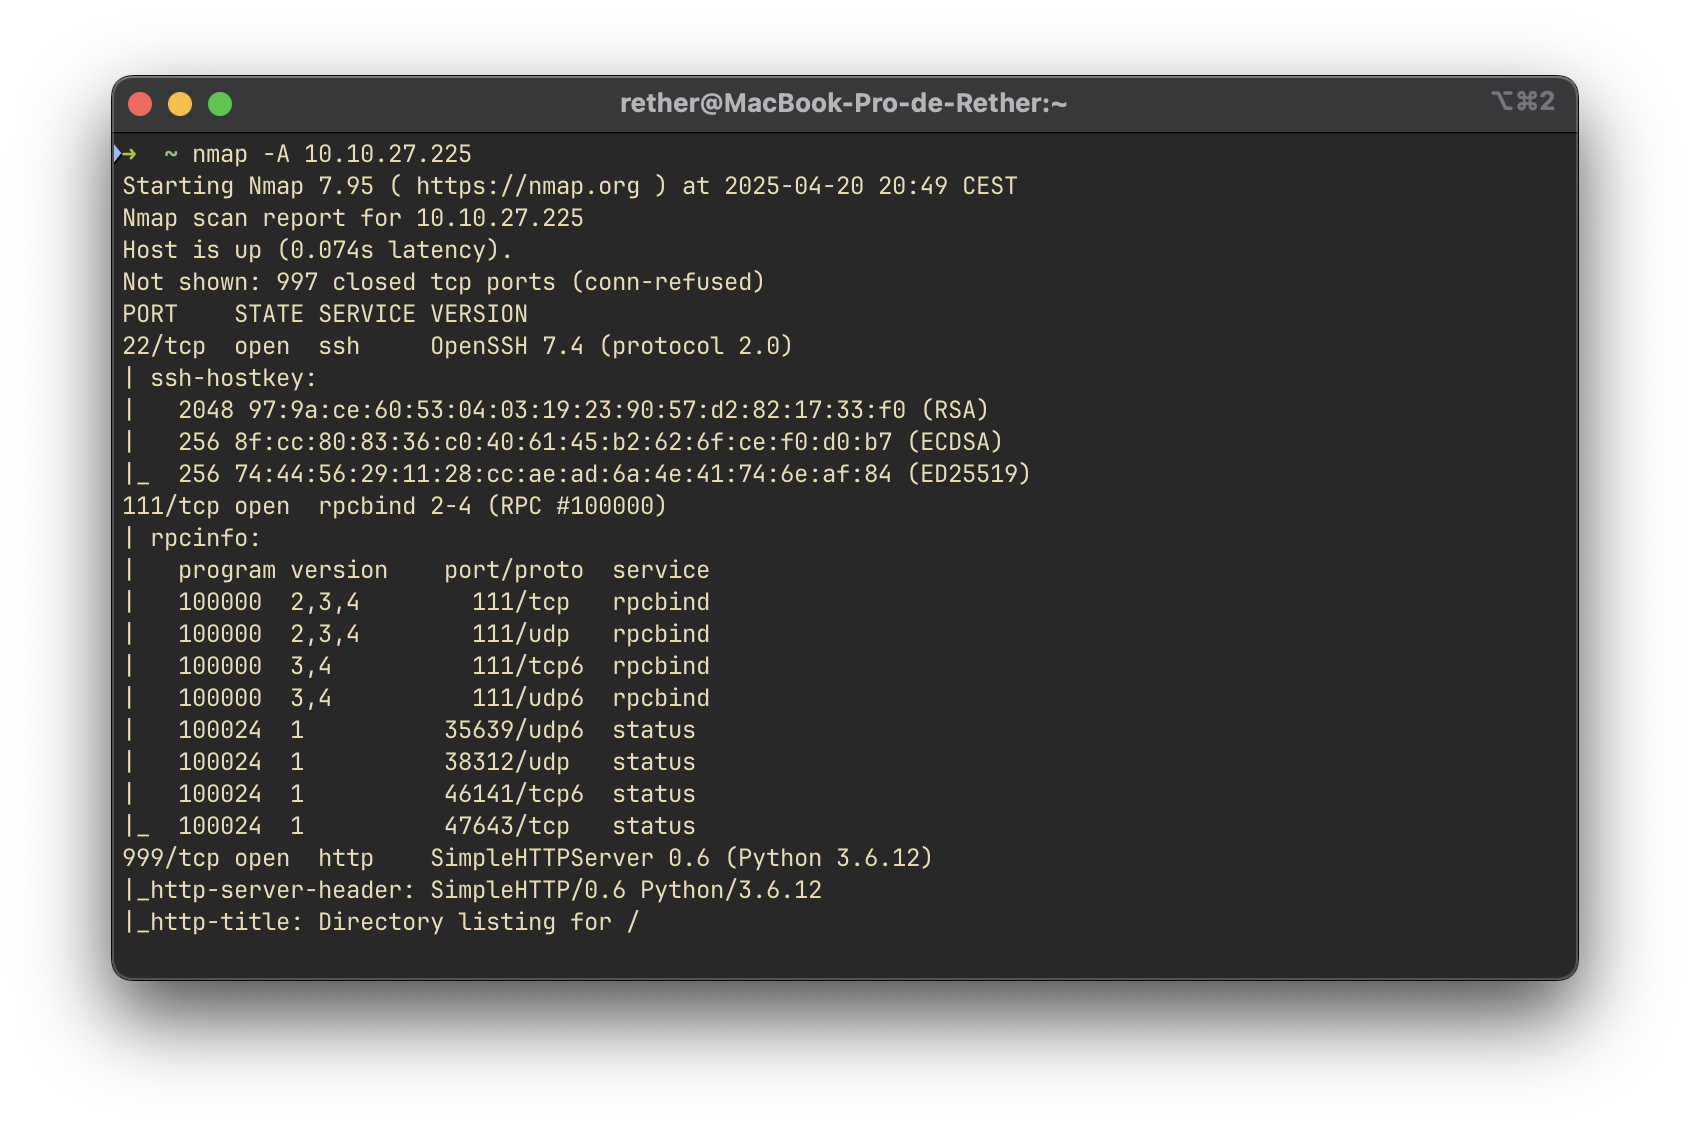 rether@MacBook-Pro-de-Rether:~ ⌥⌘2
→ ~ nmap -A 10.10.27.225
Starting Nmap 7.95 ( https://nmap.org ) at 2025-04-20 20:49 CEST
Nmap scan report for 10.10.27.225
Host is up (0.074s latency).
Not shown: 997 closed tcp ports (conn-refused)
PORT    STATE SERVICE VERSION
22/tcp  open  ssh     OpenSSH 7.4 (protocol 2.0)
| ssh-hostkey:
|   2048 97:9a:ce:60:53:04:03:19:23:90:57:d2:82:17:33:f0 (RSA)
|   256 8f:cc:80:83:36:c0:40:61:45:b2:62:6f:ce:f0:d0:b7 (ECDSA)
|_  256 74:44:56:29:11:28:cc:ae:ad:6a:4e:41:74:6e:af:84 (ED25519)
111/tcp open  rpcbind 2-4 (RPC #100000)
| rpcinfo:
|   program version    port/proto  service
|   100000  2,3,4        111/tcp   rpcbind
|   100000  2,3,4        111/udp   rpcbind
|   100000  3,4          111/tcp6  rpcbind
|   100000  3,4          111/udp6  rpcbind
|   100024  1          35639/udp6  status
|   100024  1          38312/udp   status
|   100024  1          46141/tcp6  status
|_  100024  1          47643/tcp   status
999/tcp open  http    SimpleHTTPServer 0.6 (Python 3.6.12)
|_http-server-header: SimpleHTTP/0.6 Python/3.6.12
|_http-title: Directory listing for /